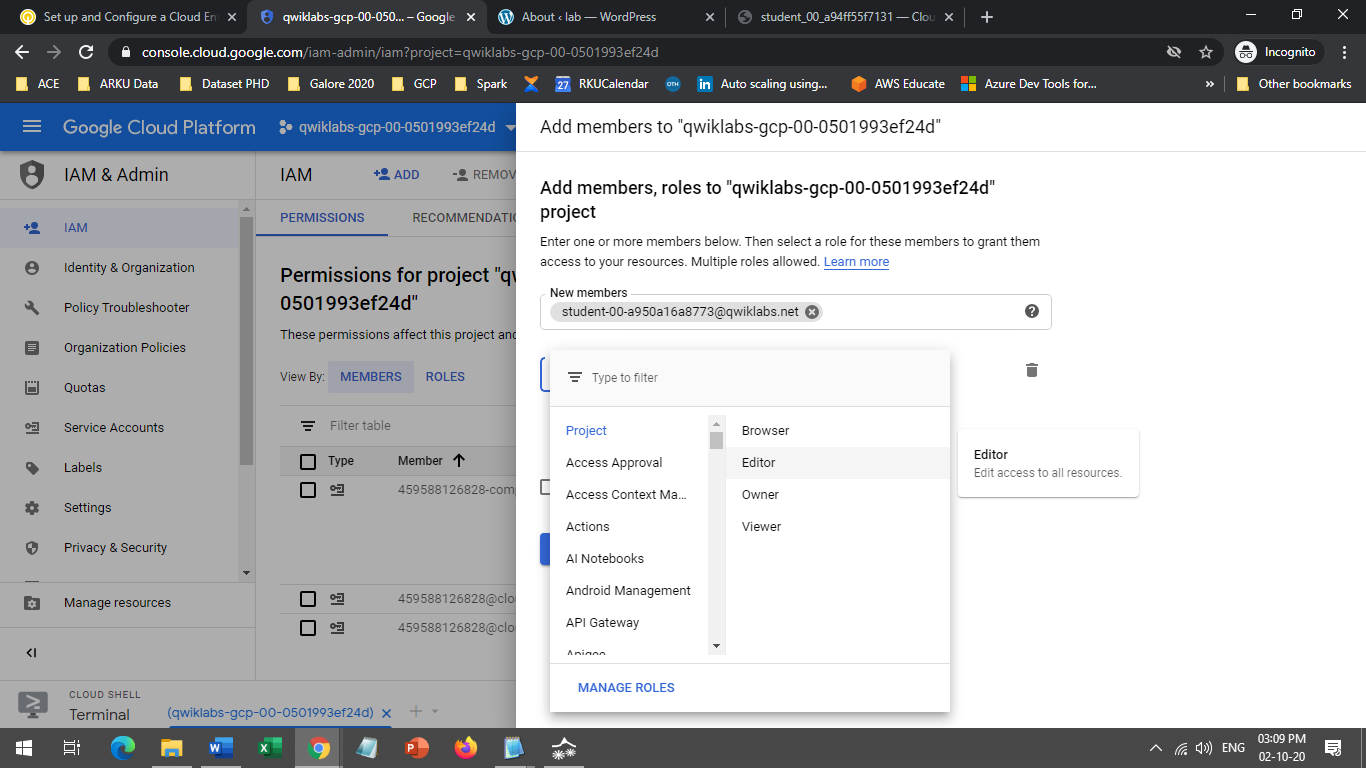 Set up and Configure a Cloud En
qwiklabs-gcp-00-050... – Google
About ‹ lab — WordPress
student_00_a94ff55f7131 — Clou
console.cloud.google.com/iam-admin/iam?project=qwiklabs-gcp-00-0501993ef24d
Incognito
ACE
ARKU Data
Dataset PHD
Galore 2020
GCP
Spark
27
RKUCalendar
OTH
Auto scaling using...
AWS Educate
Azure Dev Tools for...
»
Other bookmarks
Google Cloud Platform
qwiklabs-gcp-00-0501993ef24d
IAM & Admin
IAM
Identity & Organization
Policy Troubleshooter
Organization Policies
Quotas
Service Accounts
Labels
Settings
Privacy & Security
Manage resources
IAM
ADD
REMOV
PERMISSIONS
RECOMMENDATIO
Permissions for project "qw
0501993ef24d"
These permissions affect this project and
View By:
MEMBERS
ROLES
Filter table
Type
Member
459588126828-com
459588126828@clo
459588126828@clo
Add members to "qwiklabs-gcp-00-0501993ef24d"
Add members, roles to "qwiklabs-gcp-00-0501993ef24d"
project
Enter one or more members below. Then select a role for these members to grant them
access to your resources. Multiple roles allowed. Learn more
New members
student-00-a950a16a8773@qwiklabs.net
Type to filter
Project
Access Approval
Access Context Ma...
Actions
AI Notebooks
Android Management
API Gateway
Apigee
Browser
Editor
Owner
Viewer
Editor
Edit access to all resources.
MANAGE ROLES
CLOUD SHELL
Terminal
(qwiklabs-gcp-00-0501993ef24d)
ENG
03:09 PM
02-10-20